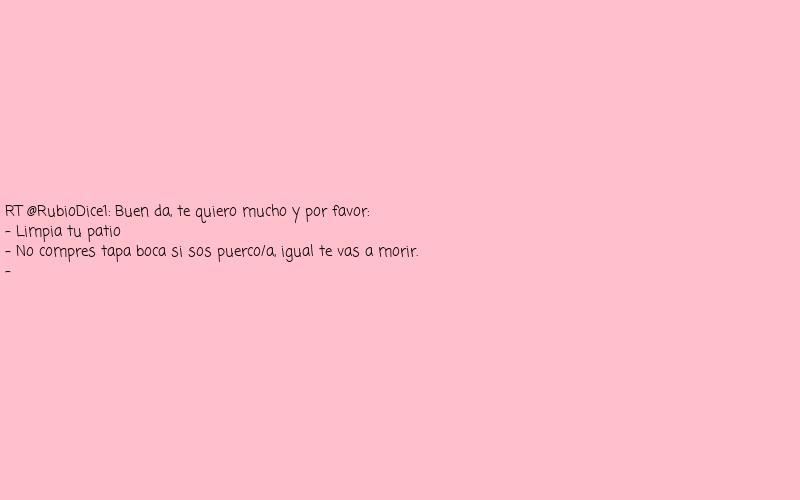 RT @RubioDice1: Buen da, te quiero mucho y por favor:
- Limpia tu patio
- No compres tapa boca si sos puerco/a, igual te vas a morir.
-